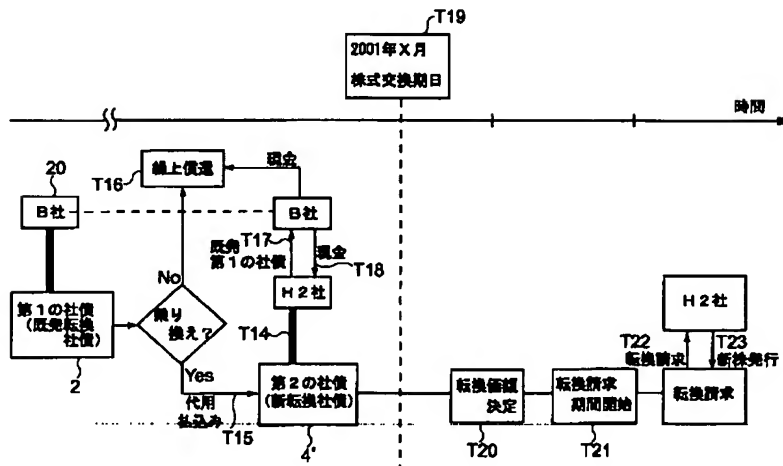 T19
2001年X月
株式交換期日
時間
20
T16
繰上償還
現金
B社
B社
T17
既発
第1の社債
現金
T18
No
H2社
第1の社債
(既発転換
社債)
2
乗り
換え?
T14
Yes
代用
払込み
T15
第2の社債
(新転換社債)
4'
転換価額
決定
T20
転換請求
期間開始
T21
H2社
T22
転換請求
T23
新株発行
転換請求